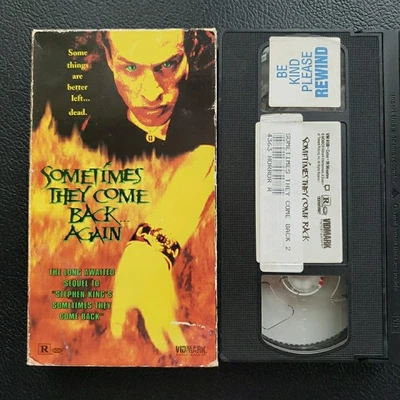 Some
things are
better
left...
dead.
SOMETIMES
THEY COME
BACK...
AGAIN
THE LONG AWAITED
SEQUEL TO
"STEPHEN KING'S
SOMETIMES THEY
COME BACK"
R
VIDMARK
BE KIND
PLEASE
REWIND
SOMETIMES THEY COME BACK
R
VIDMARK
SOMETIMES THEY COME BACK 2
HORROR R